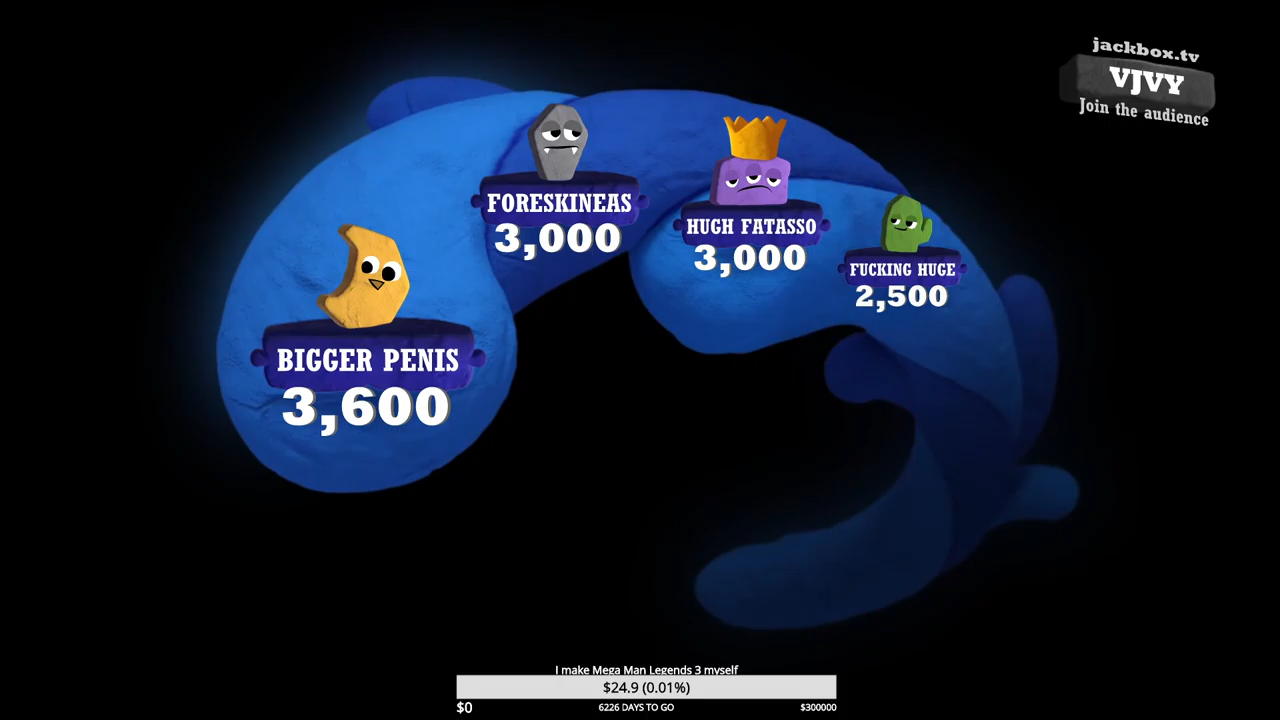 jackbox.tv
VJVY
Join the audience
FORESKINEAS
3,000
HUGH FATASSO
3,000
FUCKING HUGE
2,500
BIGGER PENIS
3,600
I make Mega Man Legends 3 myself
$24.9 (0.01%)
$0
6226 DAYS TO GO
$300000